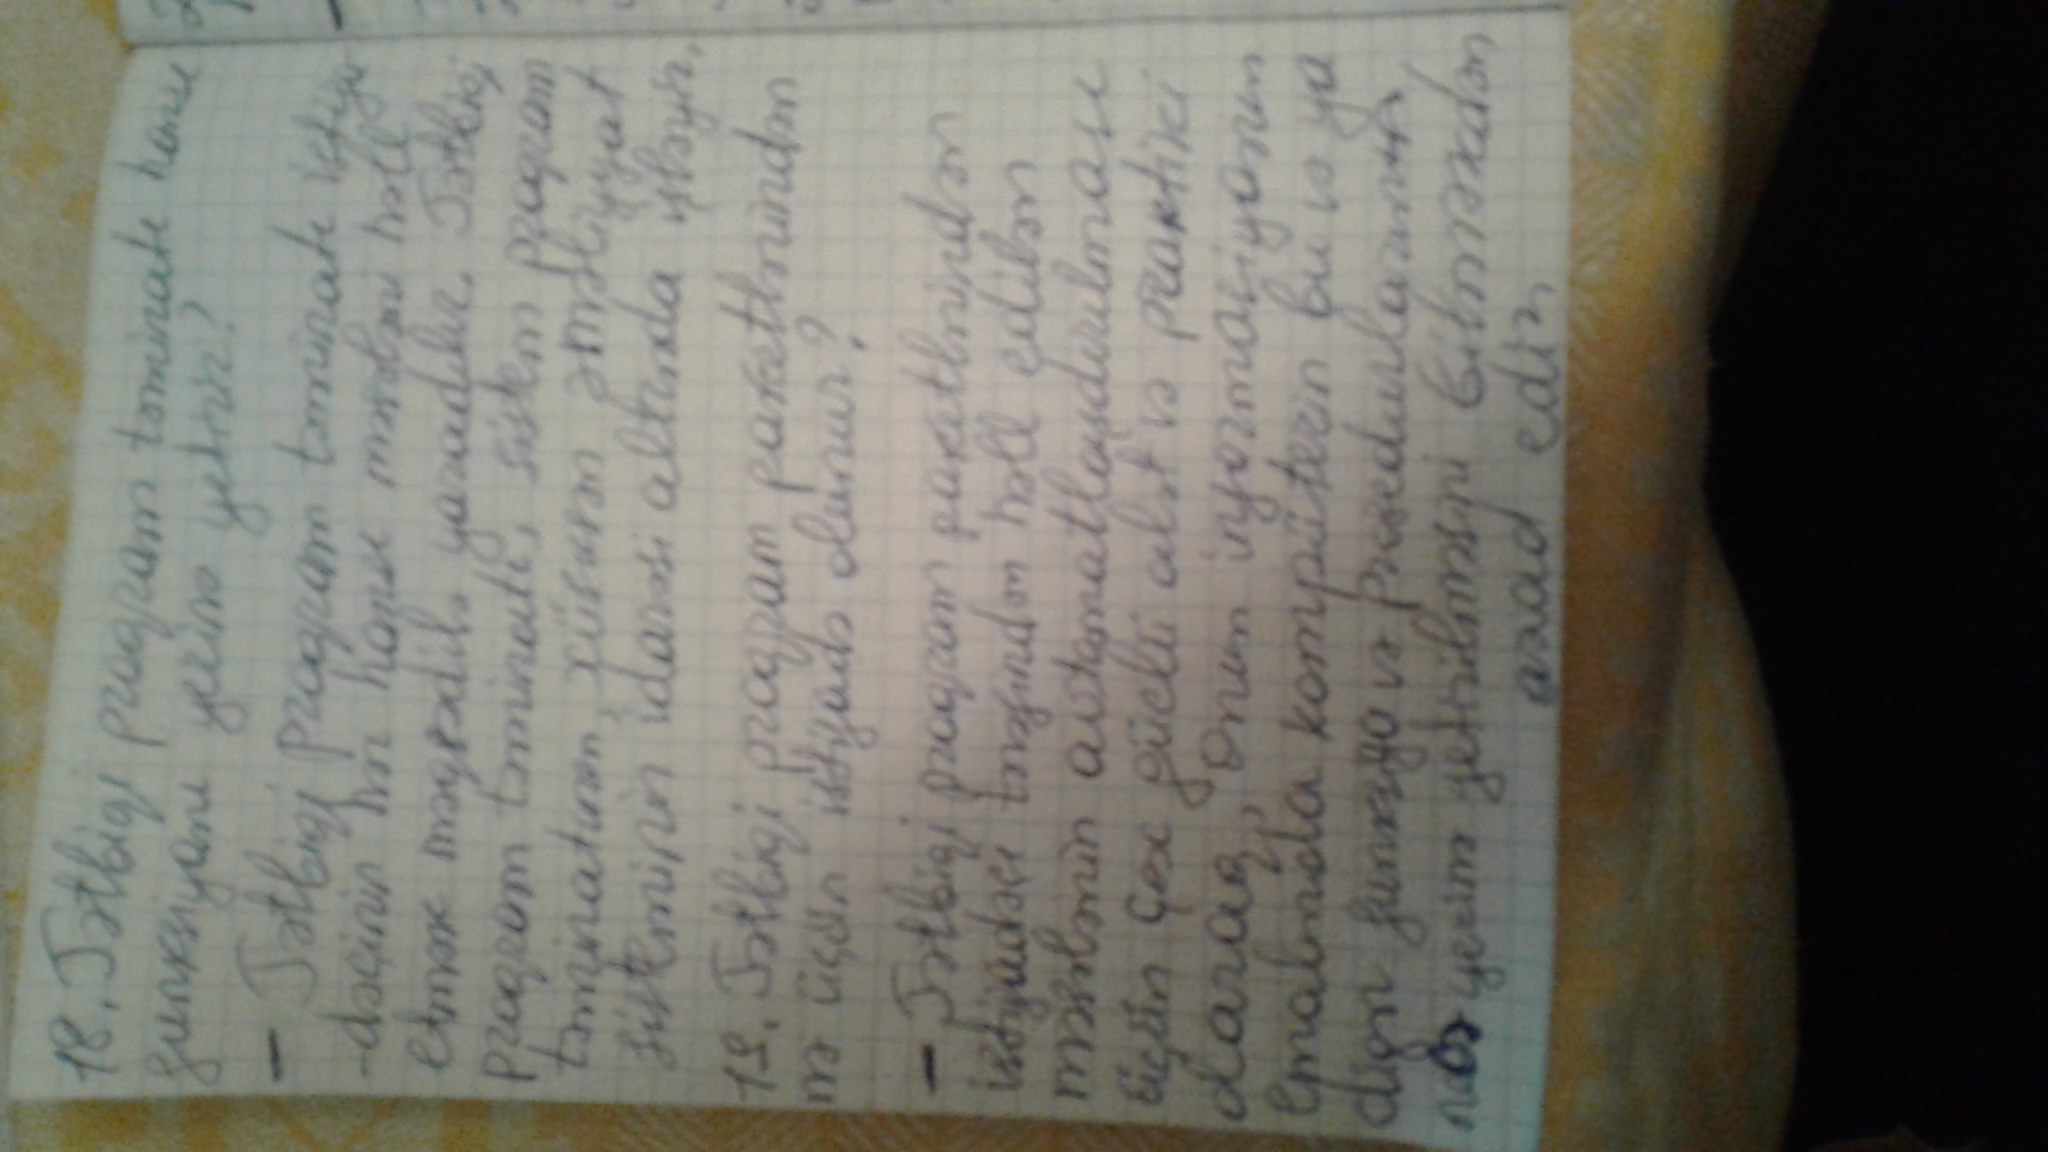 18. Tətbiqi proqram təminatı hansı
funksiyanı yerinə yetirir?
- Tətbiqi proqram təminatı istifa
-dəçinin hər hansı məsələni həll
etmək məqsədilə yaradılır. Tətbiqi
proqram təminatı, sistem proqram
təminatının, xüsusən əməliyyat
sisteminin idarəsi altında işləyir.
19. Tətbiqi proqram paketlərindən
nə üçün istifadə olunur?
- Tətbiqi proqram paketlərindən
istifadəçi tərəfindən həll edilən
məsələnin avtomatlaşdırılması
üçün çox güclü alət və praktiki
olaraq, onun informasiyanın
emalında kompüterin bu və ya
digər funksiya və prosedurlarının,
necə yerinə yetirilməsini bilməkdən
azad edir